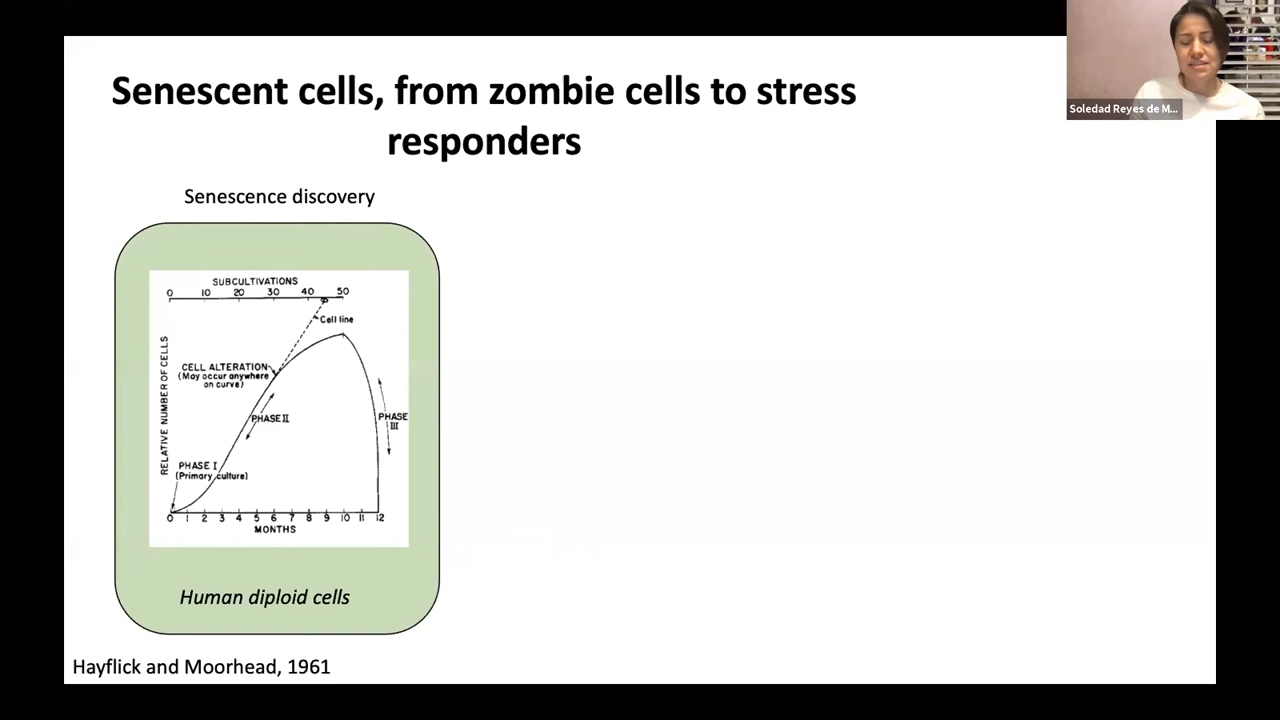 Senescent cells, from zombie cells to stress
responders
Soledad Reyes de M...
Senescence discovery
SUBCULTIVATIONS
0 10 20 30 40 50
∞
Cell line
CELL ALTERATION
(May occur anywhere
on curve)
RELATIVE NUMBER OF CELLS
PHASE II
PHASE
III
PHASE I
(Primary culture)
0 1 2 3 4 5 6 7 8 9 10 11 12
MONTHS
Human diploid cells
Hayflick and Moorhead, 1961